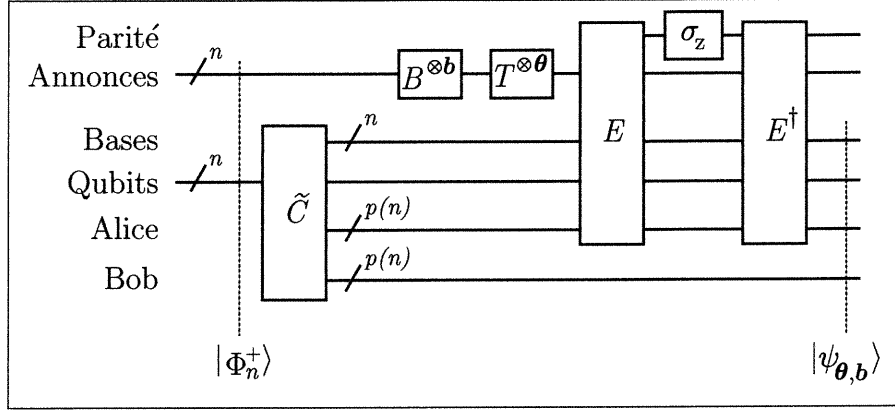 Parité
Annonces
Bases
Qubits
Alice
Bob
n
n
n
p(n)
p(n)
B^{⊗b}
T^{⊗θ}
C̃
E
σ_z
E^†
|Φ_n^+⟩
|ψ_{θ,b}⟩